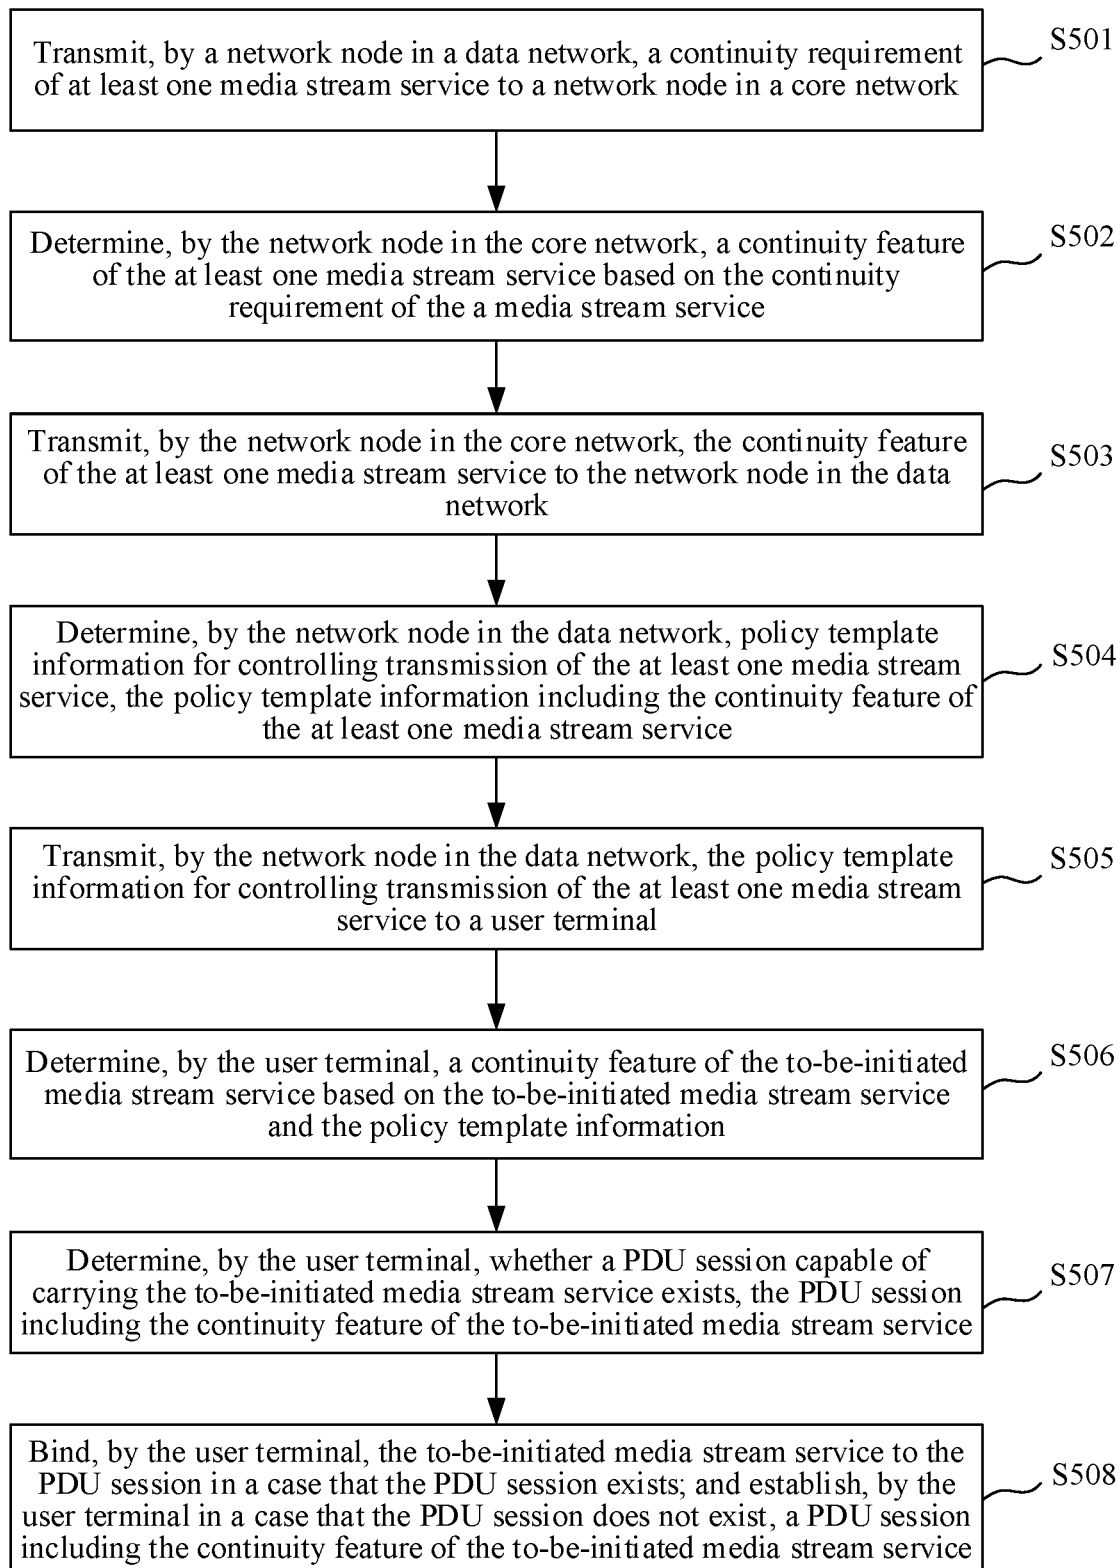 Transmit, by a network node in a data network, a continuity requirement
of at least one media stream service to a network node in a core network
S501
Determine, by the network node in the core network, a continuity feature
of the at least one media stream service based on the continuity
requirement of the a media stream service
S502
Transmit, by the network node in the core network, the continuity feature
of the at least one media stream service to the network node in the data
network
S503
Determine, by the network node in the data network, policy template
information for controlling transmission of the at least one media stream
service, the policy template information including the continuity feature of
the at least one media stream service
S504
Transmit, by the network node in the data network, the policy template
information for controlling transmission of the at least one media stream
service to a user terminal
S505
Determine, by the user terminal, a continuity feature of the to-be-initiated
media stream service based on the to-be-initiated media stream service
and the policy template information
S506
Determine, by the user terminal, whether a PDU session capable of
carrying the to-be-initiated media stream service exists, the PDU session
including the continuity feature of the to-be-initiated media stream service
S507
Bind, by the user terminal, the to-be-initiated media stream service to the
PDU session in a case that the PDU session exists; and establish, by the
user terminal in a case that the PDU session does not exist, a PDU session
including the continuity feature of the to-be-initiated media stream service
S508